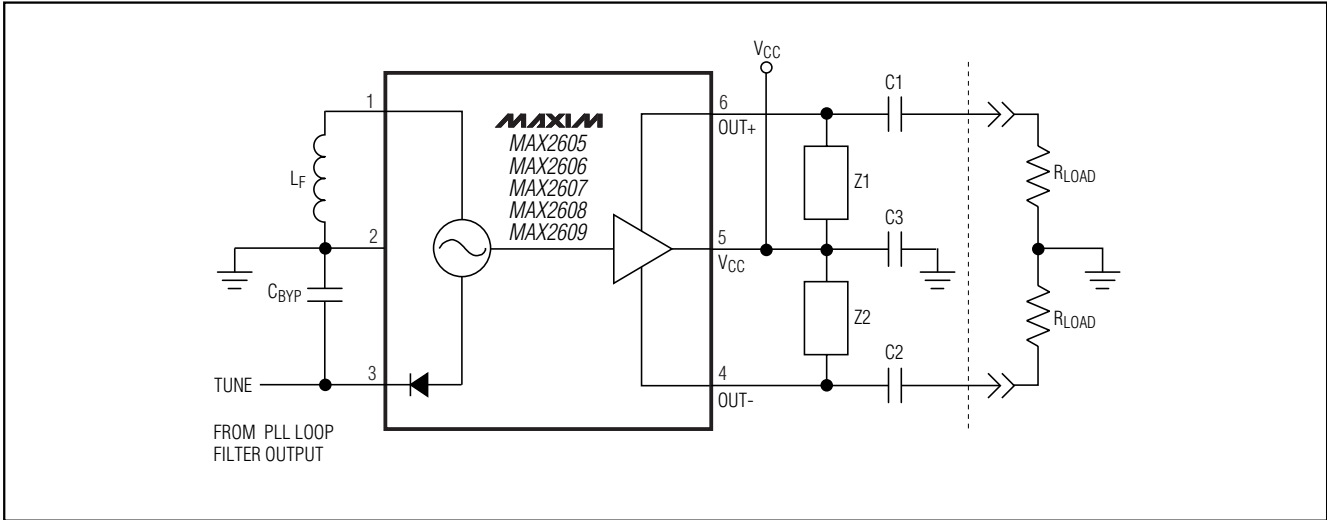 VCC
C1
1
6
MAXIM
OUT+
MAX2605
MAX2606
MAX2607
MAX2608
MAX2609
LF
Z1
RLOAD
C3
2
5
VCC
CBYP
Z2
RLOAD
C2
TUNE
3
4
OUT-
FROM PLL LOOP
FILTER OUTPUT